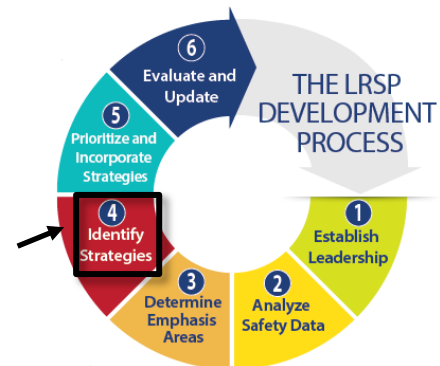 THE LRSP
DEVELOPMENT
PROCESS
1
Establish
Leadership
2
Analyze
Safety Data
3
Determine
Emphasis
Areas
4
Identify
Strategies
5
Prioritize and
Incorporate
Strategies
6
Evaluate and
Update